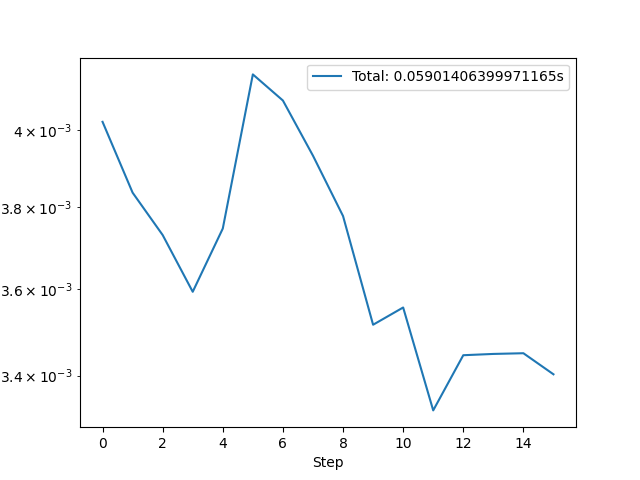 Total: 0.05901406399971165s
4 × 10⁻³
3.8 × 10⁻³
3.6 × 10⁻³
3.4 × 10⁻³
0 2 4 6 8 10 12 14
Step